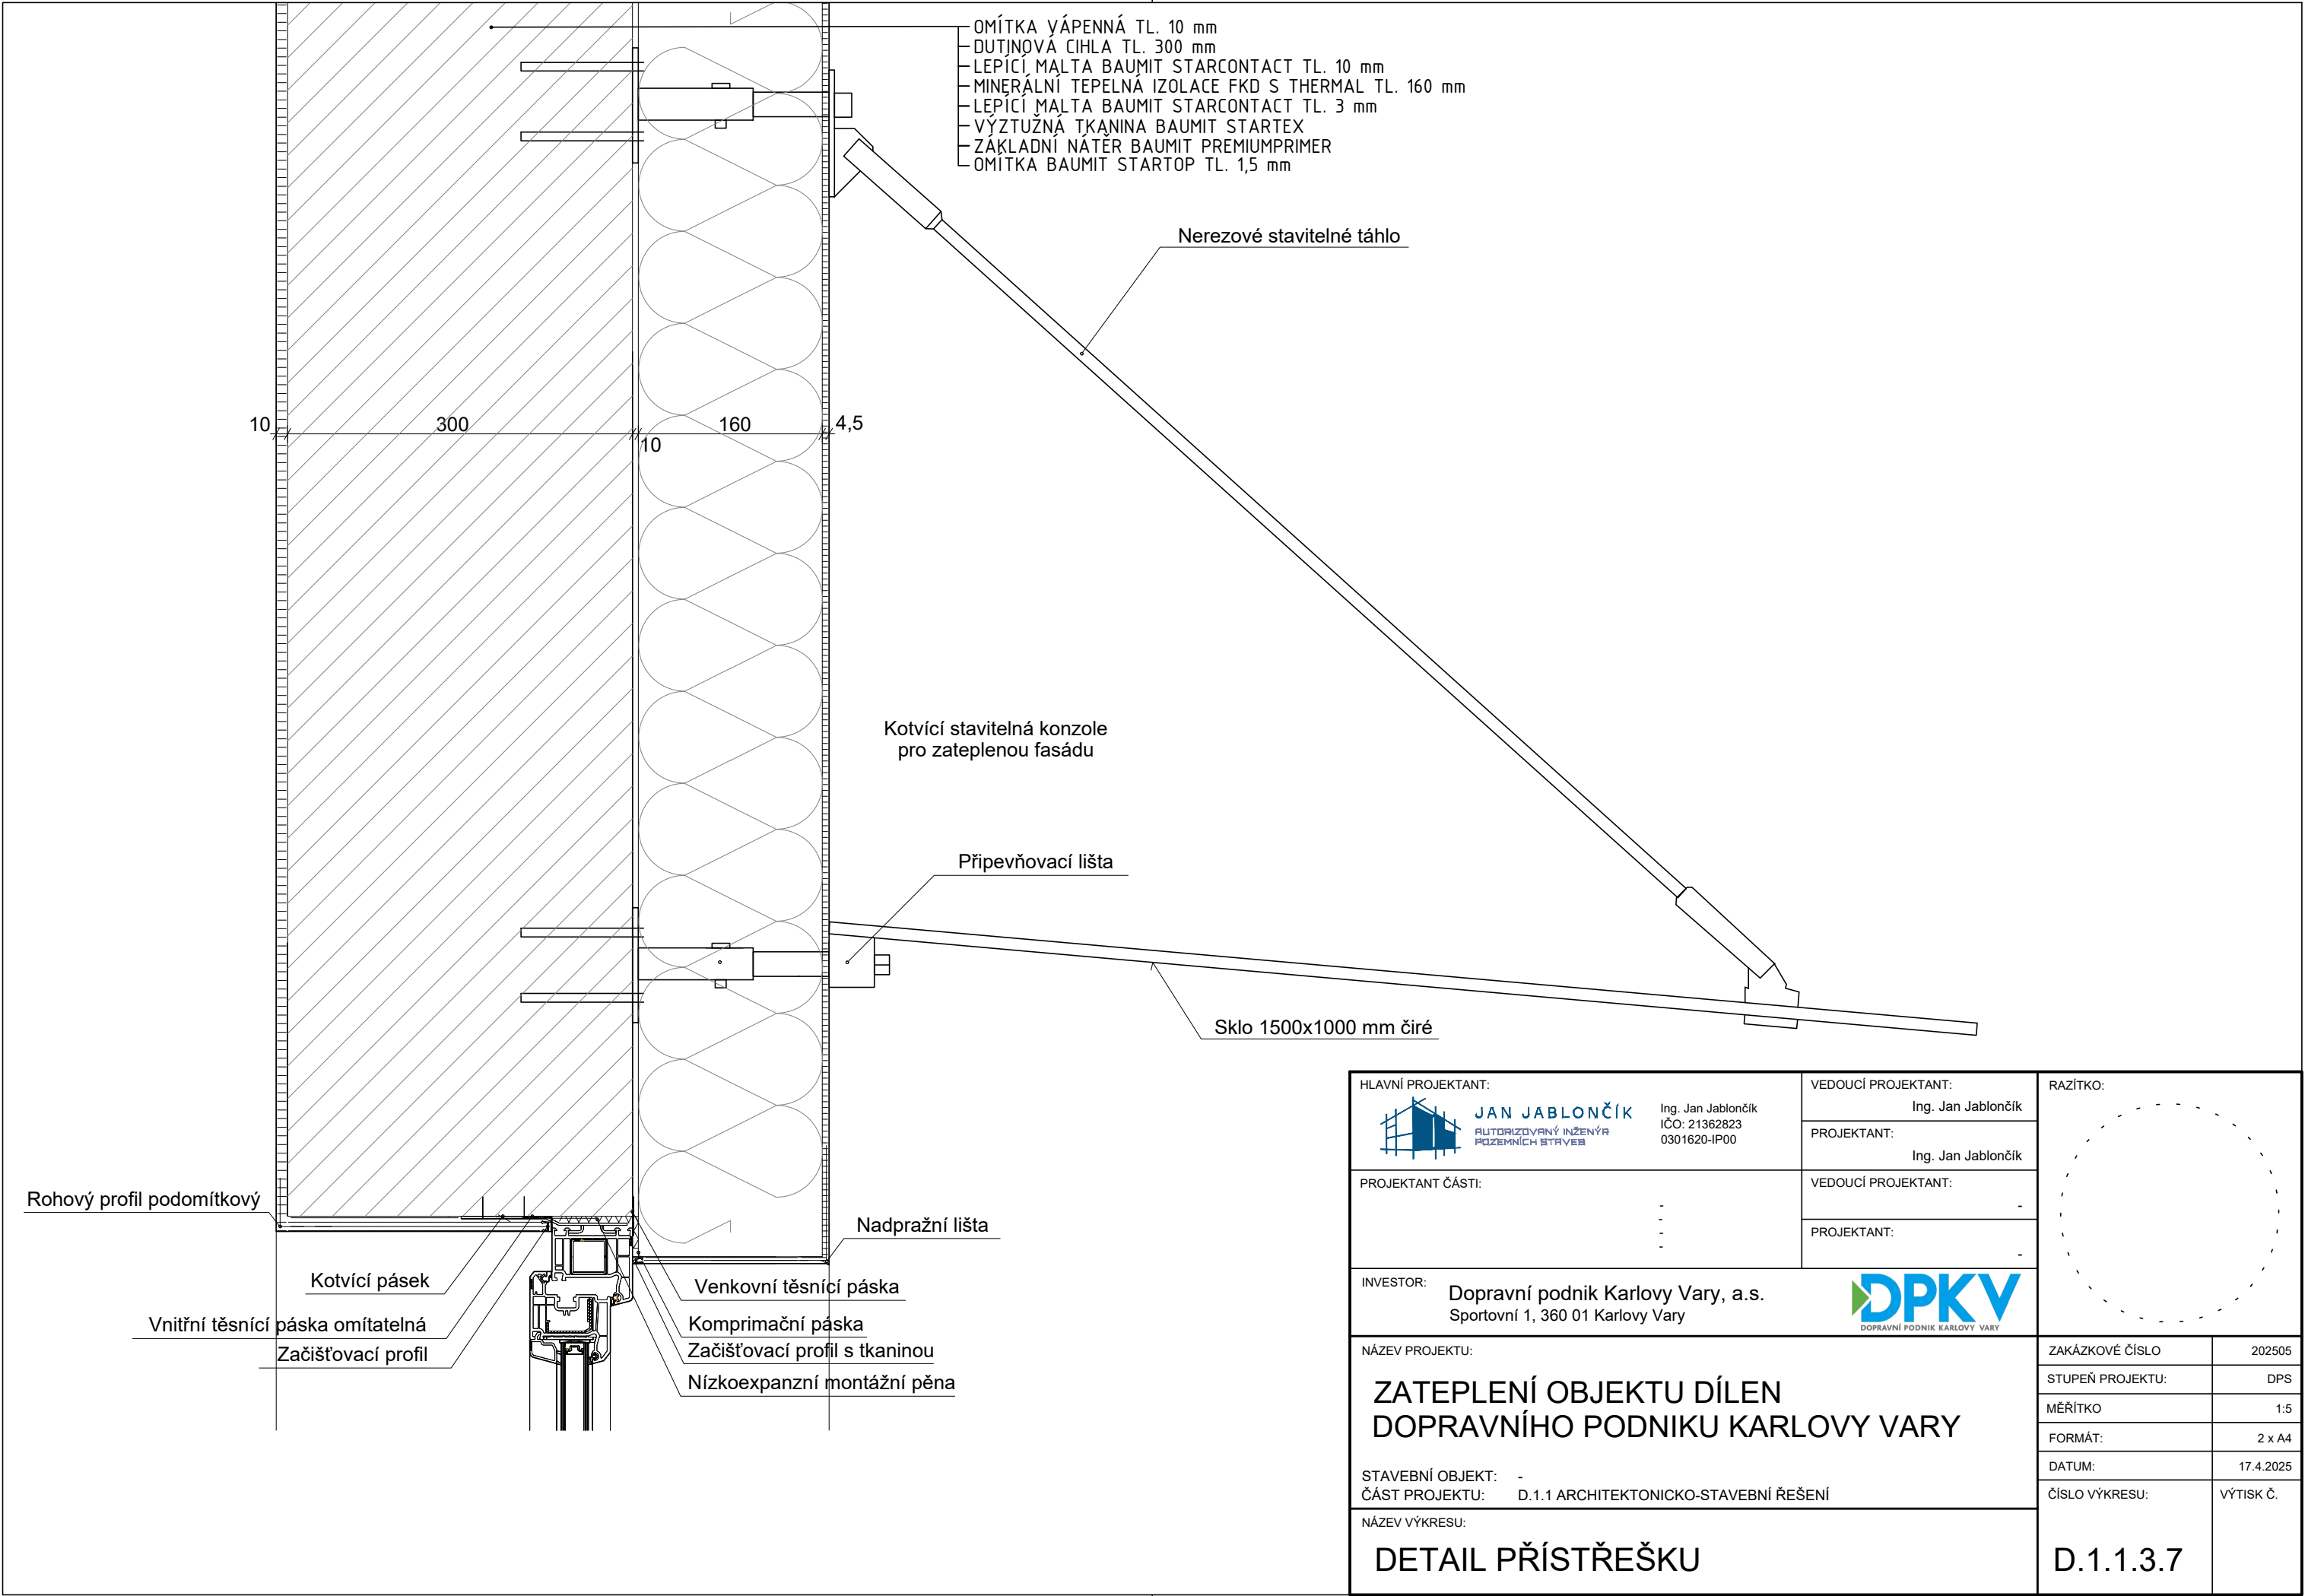 OMÍTKA VÁPENNÁ TL. 10 mm
DUTINOVÁ CIHLA TL. 300 mm
LEPÍCÍ MALTA BAUMIT STARCONTACT TL. 10 mm
MINERÁLNÍ TEPELNÁ IZOLACE FKD S THERMAL TL. 160 mm
LEPÍCÍ MALTA BAUMIT STARCONTACT TL. 3 mm
VÝZTUŽNÁ TKANINA BAUMIT STARTEX
ZÁKLADNÍ NÁTĚR BAUMIT PREMIUMPRIMER
OMÍTKA BAUMIT STARTOP TL. 1,5 mm
Nerezové stavitelné táhlo
10
300
10
160
4,5
Kotvící stavitelná konzole
pro zateplenou fasádu
Připevňovací lišta
Sklo 1500x1000 mm čiré
Rohový profil podomítkový
Kotvící pásek
Vnitřní těsnící páska omítatelná
Začišťovací profil
Nadpražní lišta
Venkovní těsnící páska
Komprimační páska
Začišťovací profil s tkaninou
Nízkoexpanzní montážní pěna
HLAVNÍ PROJEKTANT:
JAN JABLONČÍK
AUTORIZOVANÝ INŽENÝR
POZEMNÍCH STAVEB
Ing. Jan Jablončík
IČO: 21362823
0301620-IP00
VEDOUCÍ PROJEKTANT:
Ing. Jan Jablončík
PROJEKTANT:
Ing. Jan Jablončík
RAZÍTKO:
PROJEKTANT ČÁSTI:
-
-
-
-
VEDOUCÍ PROJEKTANT:
-
PROJEKTANT:
-
INVESTOR:
Dopravní podnik Karlovy Vary, a.s.
Sportovní 1, 360 01 Karlovy Vary
DPKV
DOPRAVNÍ PODNIK KARLOVY VARY
NÁZEV PROJEKTU:
ZATEPLENÍ OBJEKTU DÍLEN
DOPRAVNÍHO PODNIKU KARLOVY VARY
STAVEBNÍ OBJEKT: -
ČÁST PROJEKTU: D.1.1 ARCHITEKTONICKO-STAVEBNÍ ŘEŠENÍ
NÁZEV VÝKRESU:
DETAIL PŘÍSTŘEŠKU
ZAKÁZKOVÉ ČÍSLO 202505
STUPEŇ PROJEKTU: DPS
MĚŘÍTKO 1:5
FORMÁT: 2 x A4
DATUM: 17.4.2025
ČÍSLO VÝKRESU: VÝTISK Č.
D.1.1.3.7